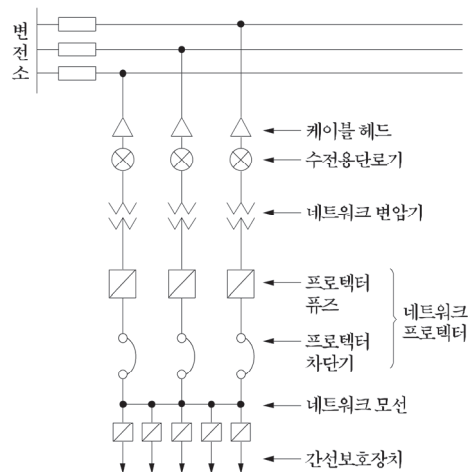 변
전
소
케이블 헤드
수전용단로기
네트워크 변압기
프로텍터
퓨즈
네트워크
프로텍터
프로텍터
차단기
네트워크 모선
간선보호장치